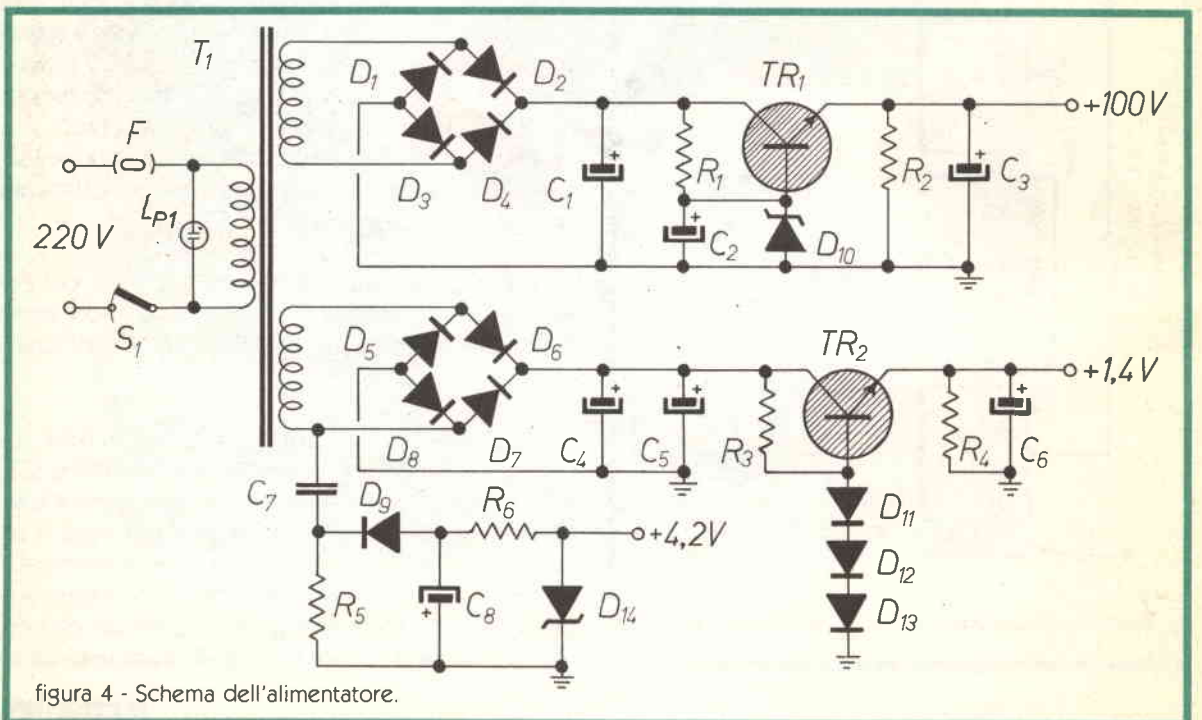 T1
D1
D2
TR1
+100V
F
LP1
220V
S1
D3
D4
C1
R1
C2
D10
R2
C3
D5
D6
TR2
+1,4V
D8
D7
C4
C5
R3
R4
C6
C7
D9
R6
+4,2V
R5
C8
D14
D11
D12
D13
figura 4 - Schema dell'alimentatore.